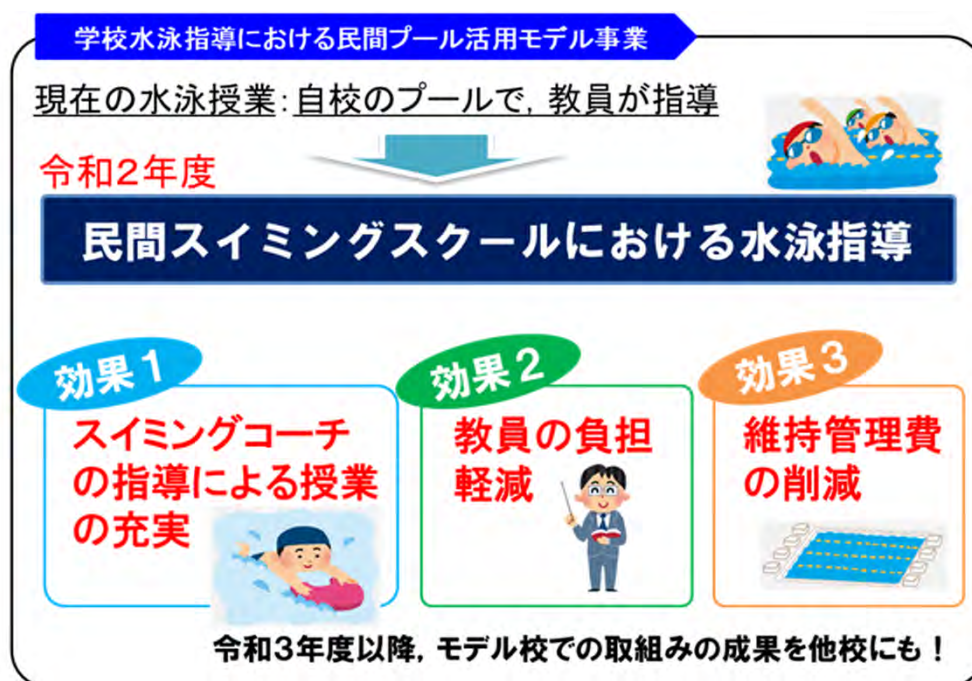 学校水泳指導における民間プール活用モデル事業
現在の水泳授業:自校のプールで,教員が指導
令和2年度
民間スイミングスクールにおける水泳指導
効果1
スイミングコーチ
の指導による授業
の充実
効果2
教員の負担
軽減
効果3
維持管理費
の削減
令和3年度以降,モデル校での取組みの成果を他校にも!